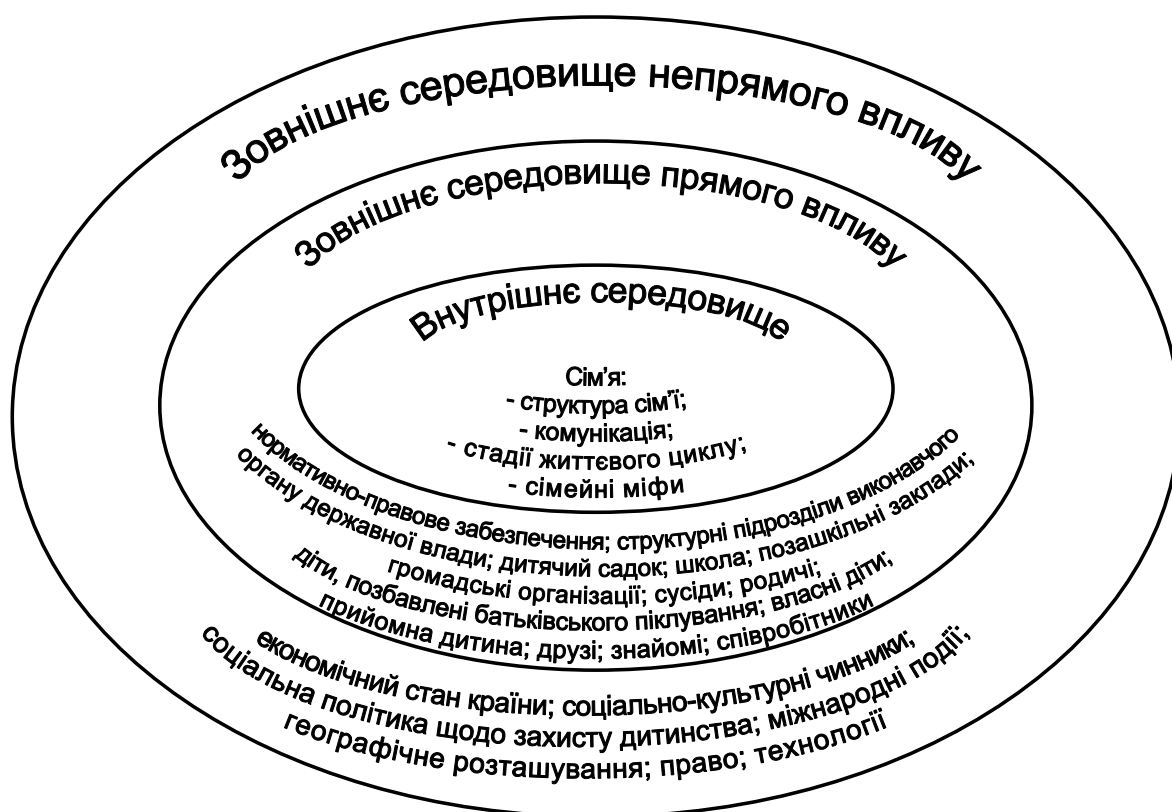 Зовнішнє середовище непрямого впливу
Зовнішнє середовище прямого впливу
Внутрішнє середовище
Сім’я:
- структура сім’ї;
- комунікація;
- стадії життєвого циклу;
- сімейні міфи
нормативно-правове забезпечення; структурні підрозділи виконавчого
органу державної влади; дитячий садок; школа; позашкільні заклади;
громадські організації; сусіди; родичі;
діти, позбавлені батьківського піклування; власні діти;
прийомна дитина; друзі; знайомі; співробітники
економічний стан країни; соціально-культурні чинники;
соціальна політика щодо захисту дитинства; міжнародні події;
географічне розташування; право; технології